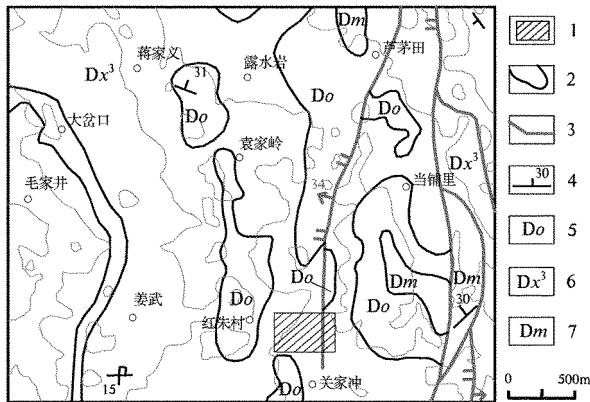 Dm
芦茅田
蒋家义
露水岩
Dx³
31
Do
Do
Do
大岔口
袁家岭
Dx³
毛家井
当铺里
34
Do
Dm
Dm
Do
Do
30
姜武
红朱村
15
Do
关家冲
1
2
3
30
4
Do
5
Dx³
6
Dm
7
0
500m